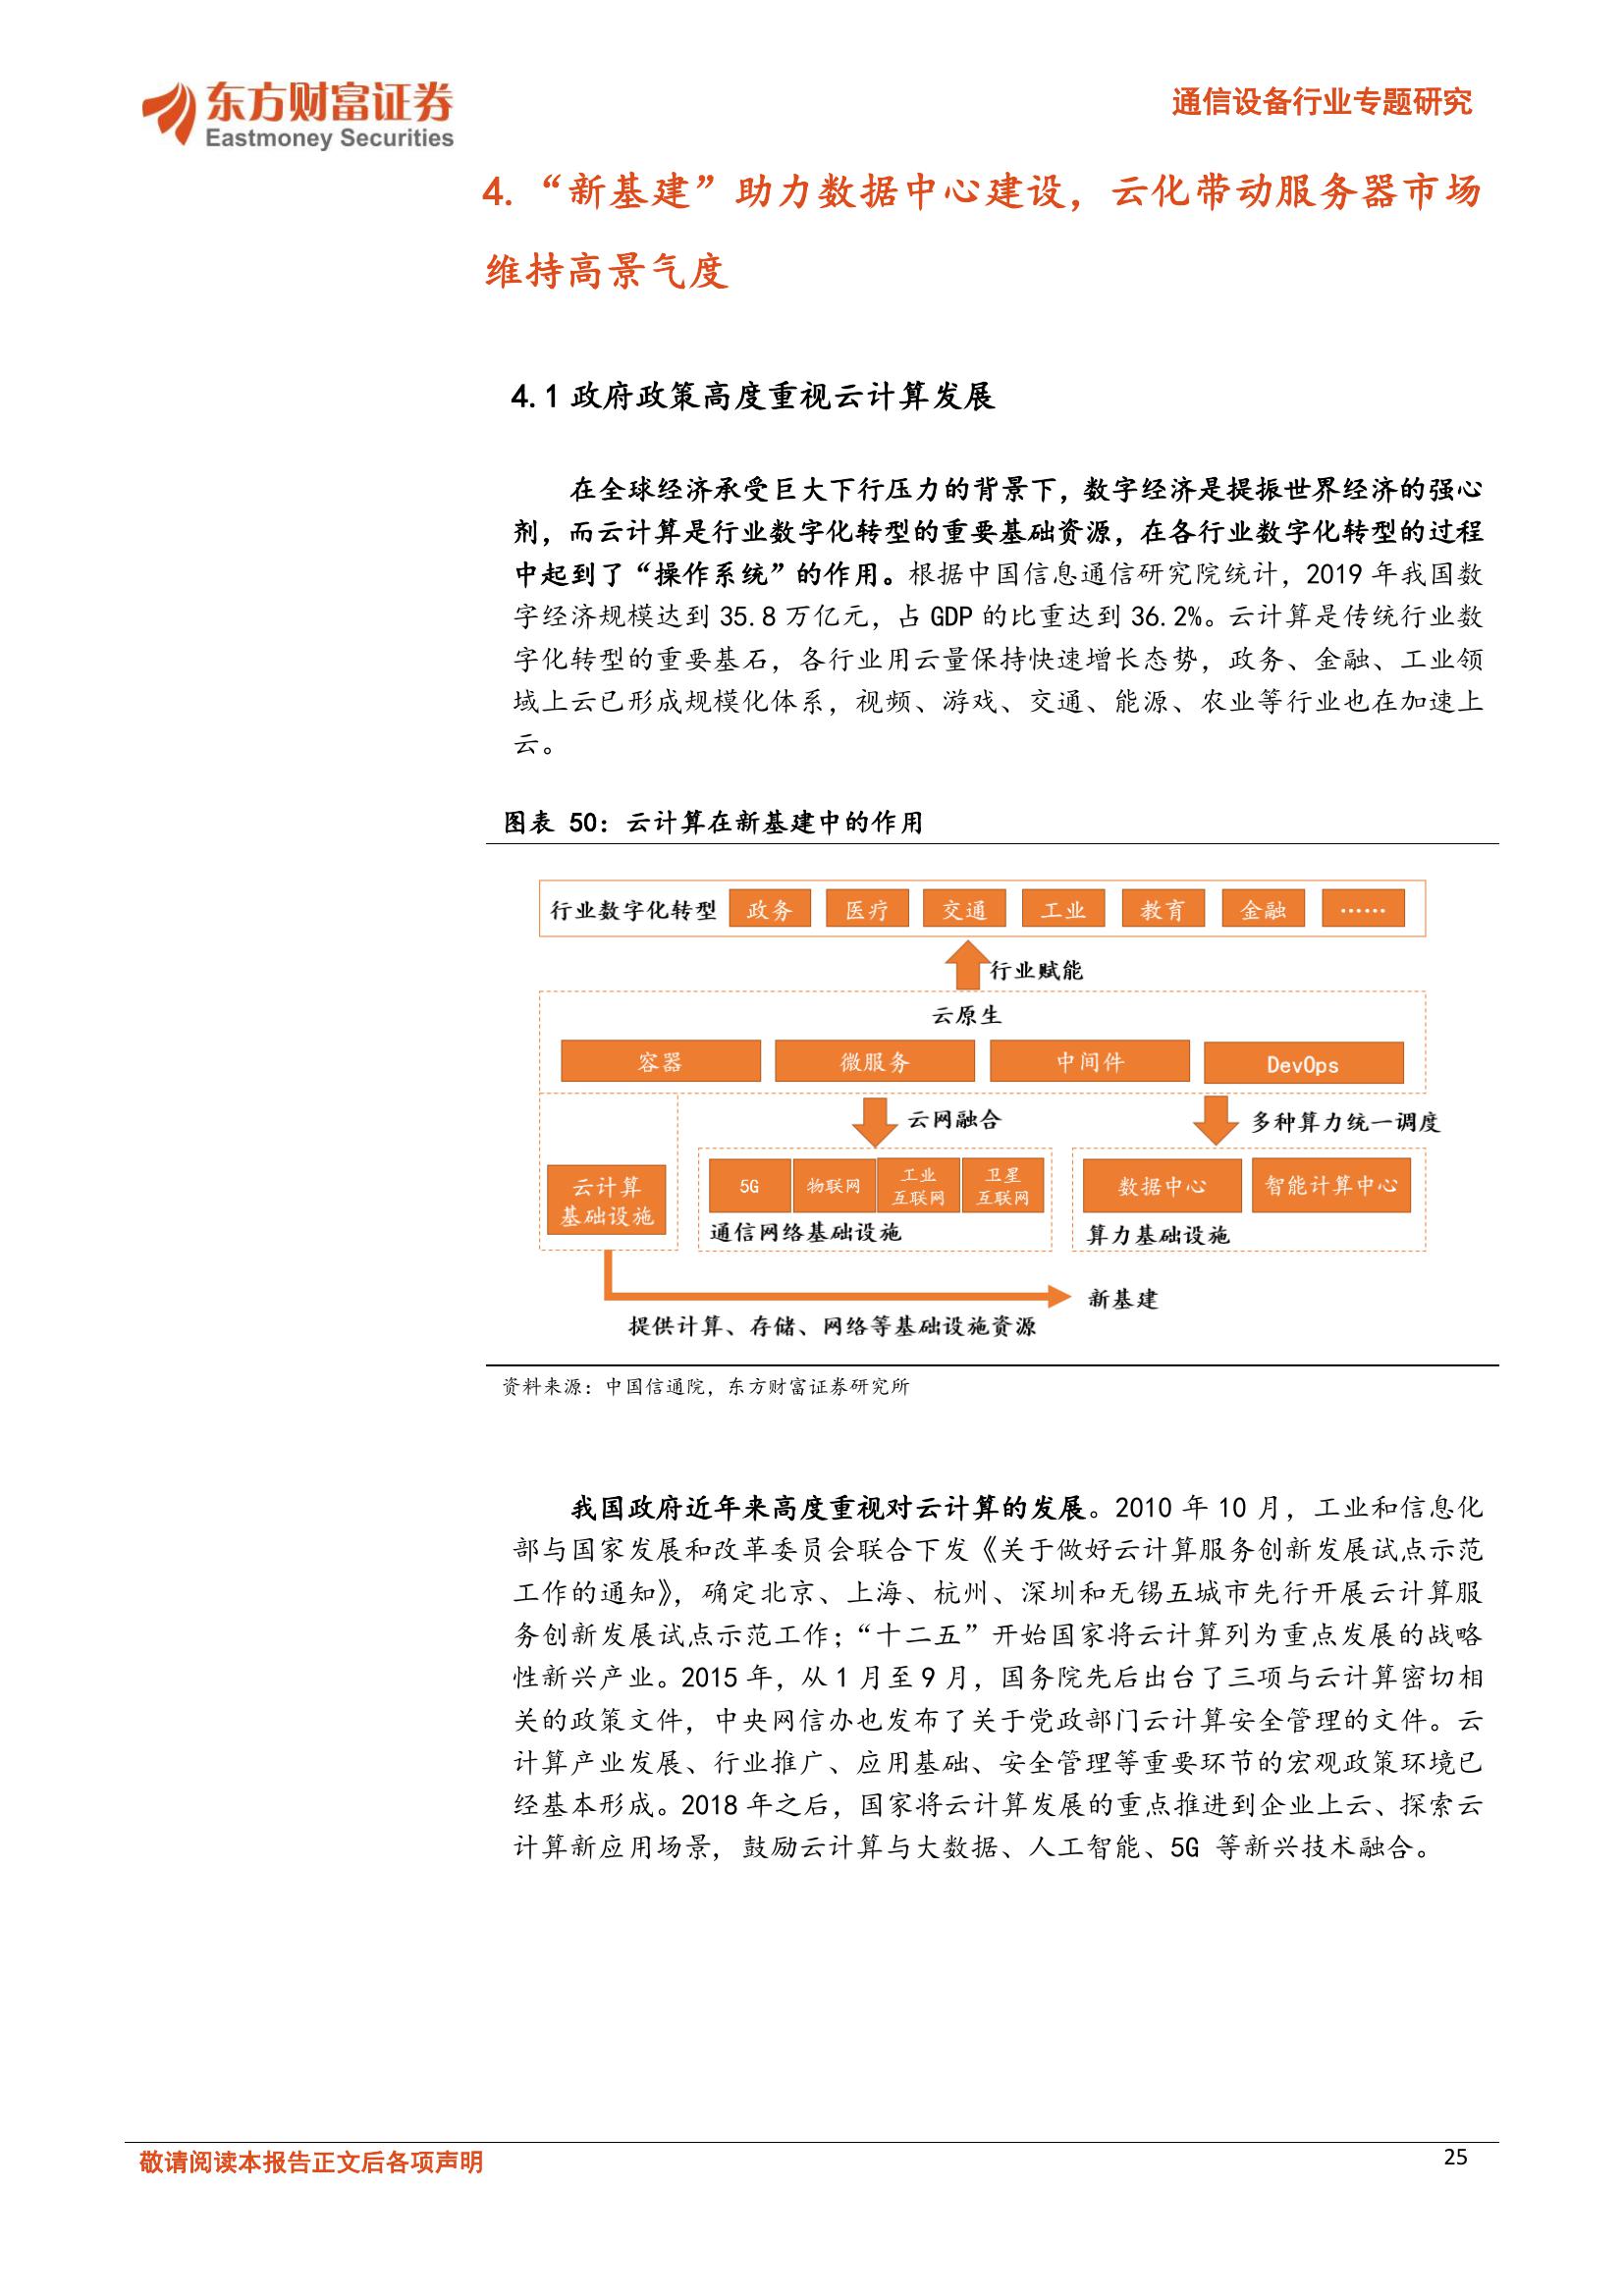 东方财富证券
Eastmoney Securities
通信设备行业专题研究
4.“新基建”助力数据中心建设，云化带动服务器市场
维持高景气度
4.1 政府政策高度重视云计算发展
在全球经济承受巨大下行压力的背景下，数字经济是提振世界经济的强心
剂，而云计算是行业数字化转型的重要基础资源，在各行业数字化转型的过程
中起到了“操作系统”的作用。根据中国信息通信研究院统计，2019 年我国数
字经济规模达到 35.8 万亿元，占 GDP 的比重达到 36.2%。云计算是传统行业数
字化转型的重要基石，各行业用云量保持快速增长态势，政务、金融、工业领
域上云已形成规模化体系，视频、游戏、交通、能源、农业等行业也在加速上
云。
图表 50：云计算在新基建中的作用
行业数字化转型 政务 医疗 交通 工业 教育 金融 ……
行业赋能
云原生
容器 微服务 中间件 DevOps
云网融合 多种算力统一调度
云计算
基础设施
5G 物联网 工业
互联网 卫星
互联网
数据中心 智能计算中心
通信网络基础设施 算力基础设施
新基建
提供计算、存储、网络等基础设施资源
资料来源：中国信通院，东方财富证券研究所
我国政府近年来高度重视对云计算的发展。2010 年 10 月，工业和信息化
部与国家发展和改革委员会联合下发《关于做好云计算服务创新发展试点示范
工作的通知》，确定北京、上海、杭州、深圳和无锡五城市先行开展云计算服
务创新发展试点示范工作；“十二五”开始国家将云计算列为重点发展的战略
性新兴产业。2015 年，从 1 月至 9 月，国务院先后出台了三项与云计算密切相
关的政策文件，中央网信办也发布了关于党政部门云计算安全管理的文件。云
计算产业发展、行业推广、应用基础、安全管理等重要环节的宏观政策环境已
经基本形成。2018 年之后，国家将云计算发展的重点推进到企业上云、探索云
计算新应用场景，鼓励云计算与大数据、人工智能、5G 等新兴技术融合。
敬请阅读本报告正文后各项声明
25